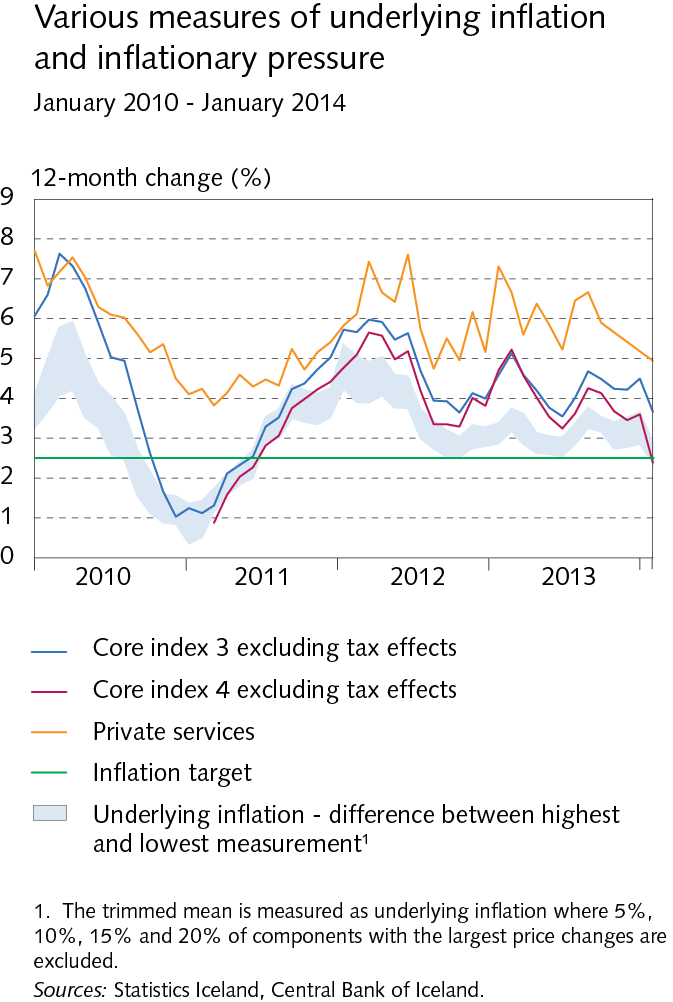 Various measures of underlying inflation
and inflationary pressure
January 2010 - January 2014
12-month change (%)
9
8
7
6
5
4
3
2
1
0
2010 2011 2012 2013
Core index 3 excluding tax effects
Core index 4 excluding tax effects
Private services
Inflation target
Underlying inflation - difference between highest
and lowest measurement¹
1. The trimmed mean is measured as underlying inflation where 5%,
10%, 15% and 20% of components with the largest price changes are
excluded.
Sources: Statistics Iceland, Central Bank of Iceland.